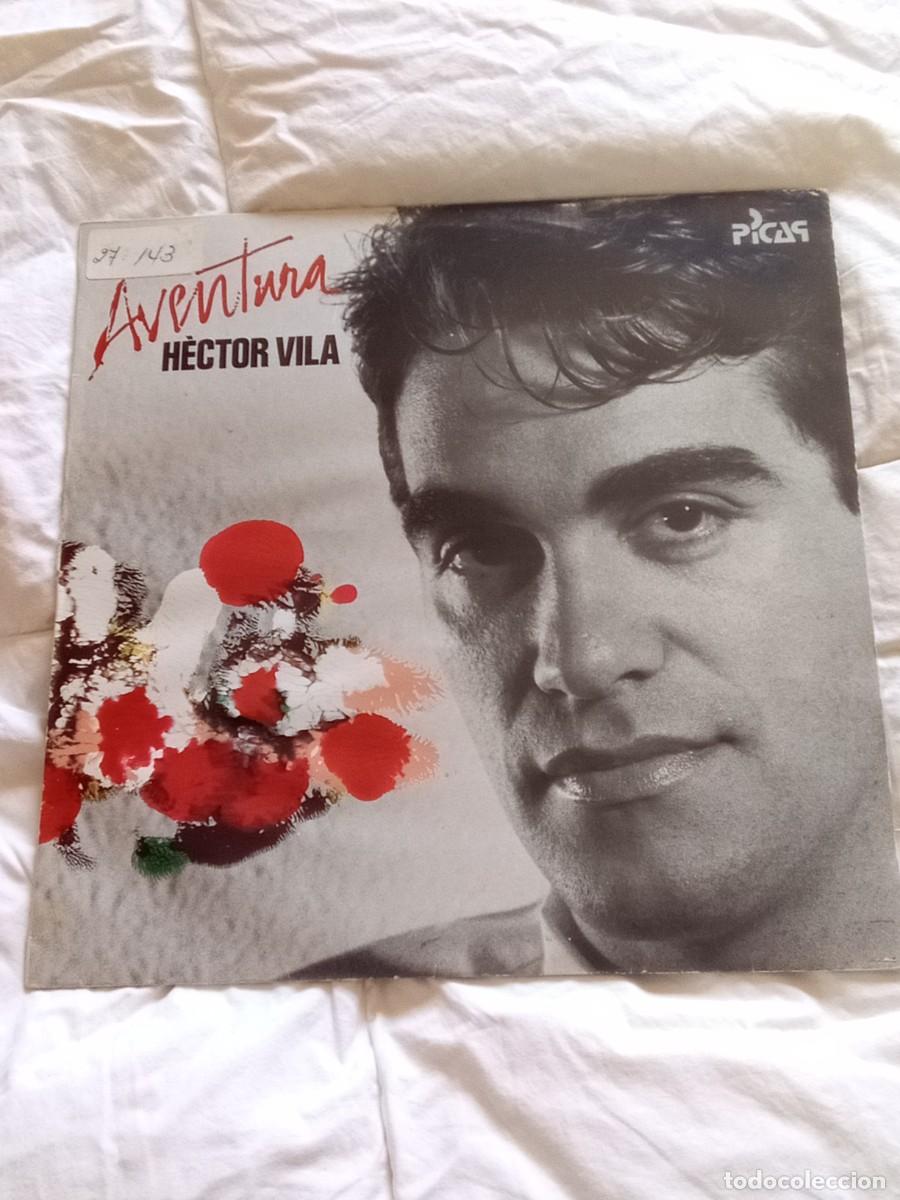 27 143
Aventura
HÈCTOR VILA
PICAP
todocoleccion